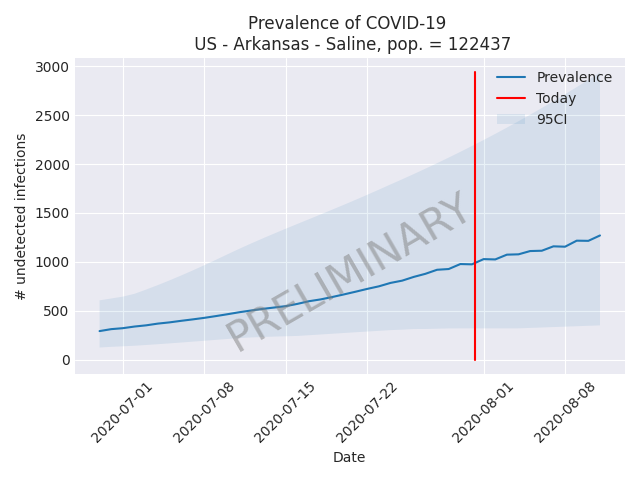 Prevalence of COVID-19
US - Arkansas - Saline, pop. = 122437
# undetected infections
3000
2500
2000
1500
1000
500
0
Prevalence
Today
95CI
PRELIMINARY
2020-07-01
2020-07-08
2020-07-15
2020-07-22
2020-08-01
2020-08-08
Date